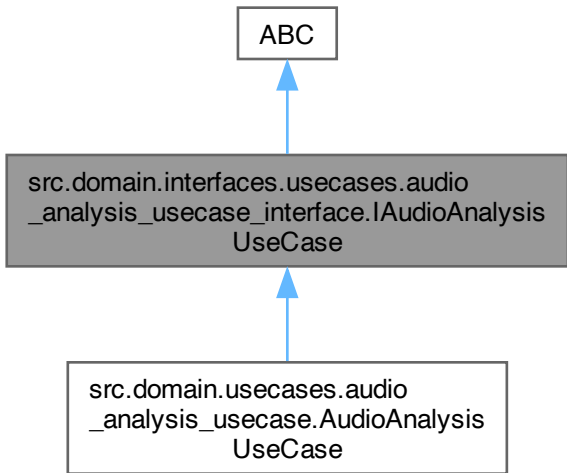 ABC
src.domain.interfaces.usecases.audio
_analysis_usecase_interface.IAudioAnalysis
UseCase
src.domain.usecases.audio
_analysis_usecase.AudioAnalysis
UseCase